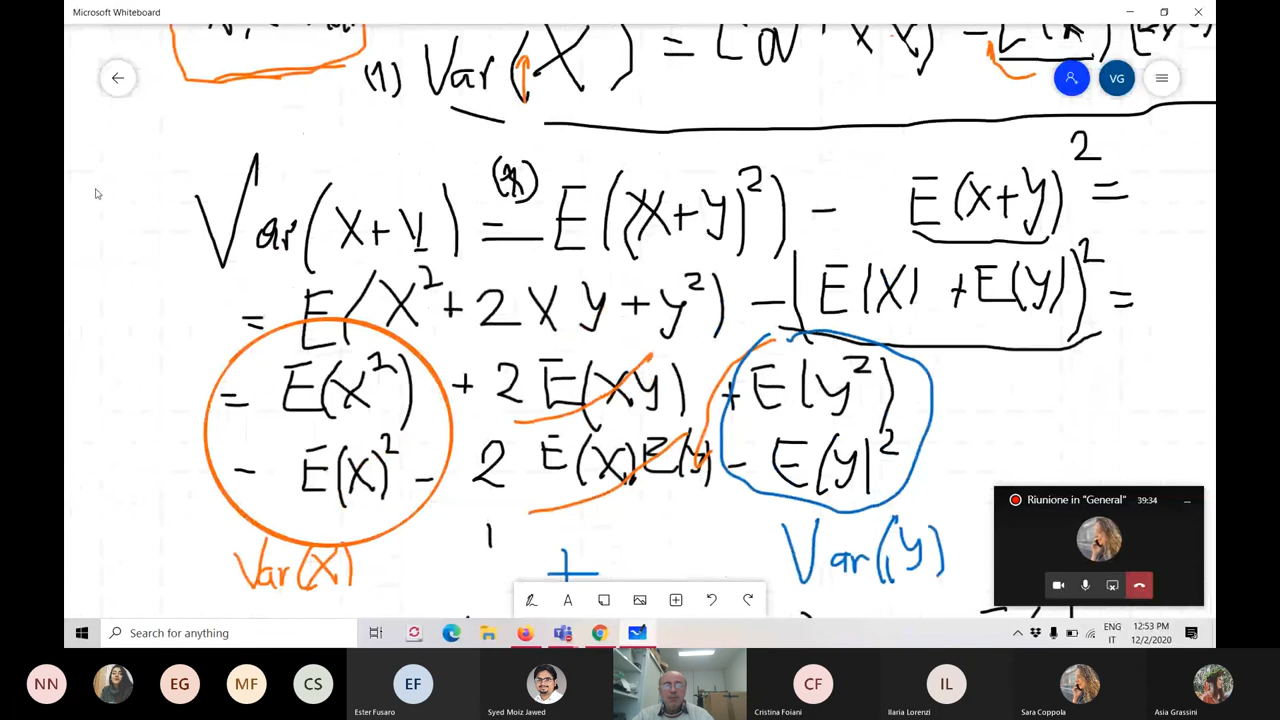 Microsoft Whiteboard
(1) Var(X) =
VG
Var(X+Y) = E((X+Y)²) - E(X+Y)² =
= E(X² + 2XY + Y²) - (E(X) + E(Y))² =
= E(X²) + 2E(XY) + E(Y²)
- E(X)² - 2 E(X)E(Y) - E(Y)²
Var(X) + Var(Y)
Riunione in "General" 39:34
Search for anything
ENG
IT
12:53 PM
12/2/2020
NN EG MF CS EF CF IL
Ester Fusaro Syed Moiz Jawed Cristina Foiani Ilaria Lorenzi Sara Coppola Asia Grassini